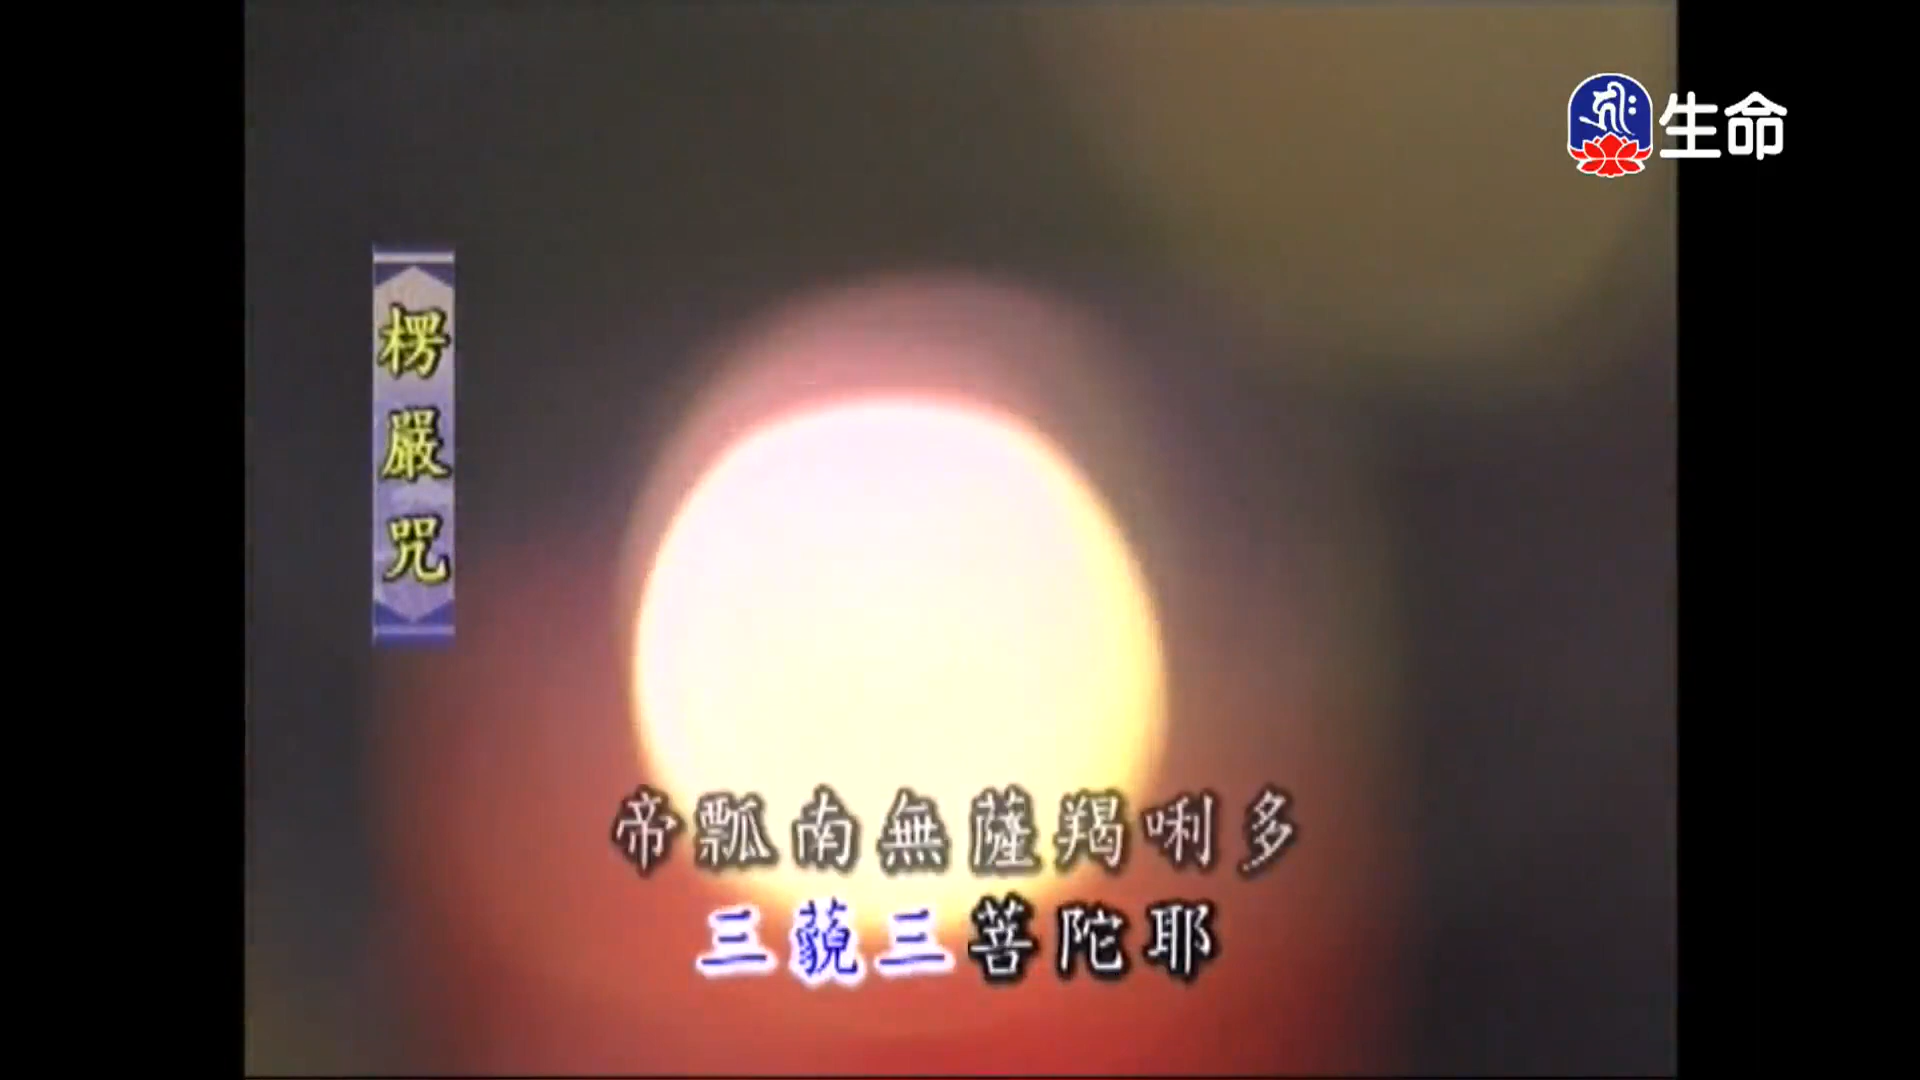 生命
楞嚴咒
帝瓢南無薩羯唎多
三藐三菩陀耶